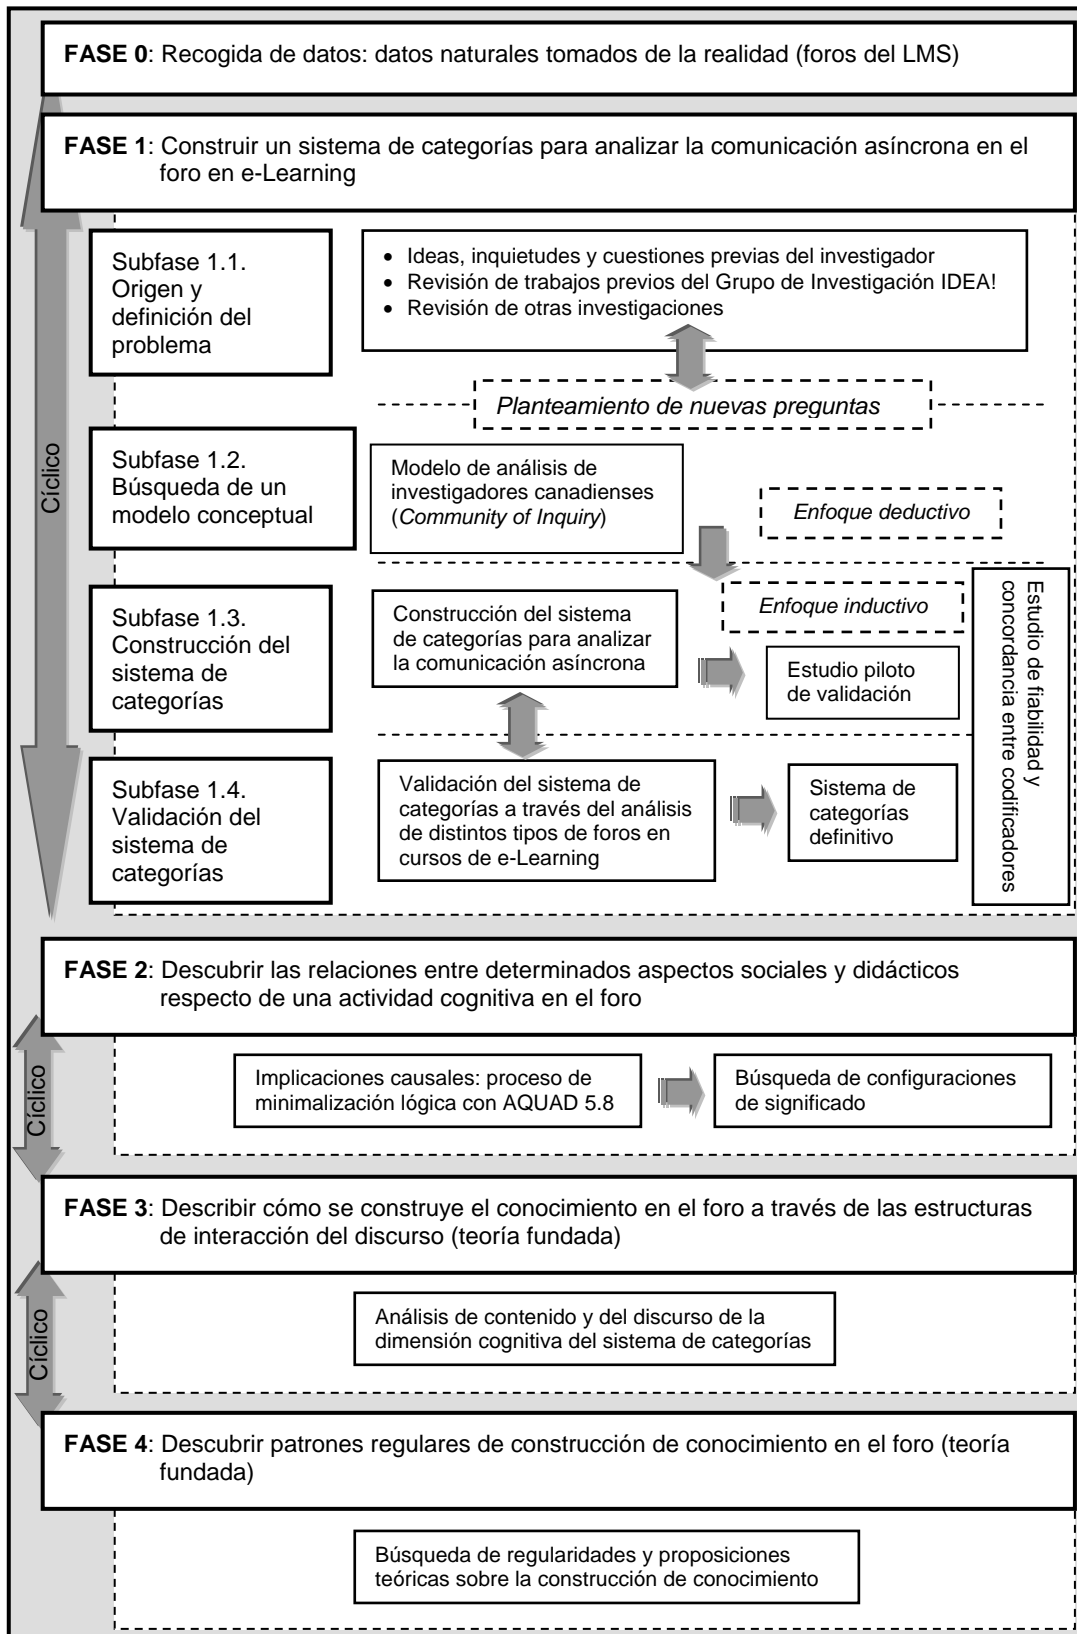 FASE 0: Recogida de datos: datos naturales tomados de la realidad (foros del LMS)
FASE 1: Construir un sistema de categorías para analizar la comunicación asíncrona en el
foro en e-Learning
Cíclico
Subfase 1.1.
Origen y
definición del
problema
• Ideas, inquietudes y cuestiones previas del investigador
• Revisión de trabajos previos del Grupo de Investigación IDEA!
• Revisión de otras investigaciones
Planteamiento de nuevas preguntas
Subfase 1.2.
Búsqueda de un
modelo conceptual
Modelo de análisis de
investigadores canadienses
(Community of Inquiry)
Enfoque deductivo
Subfase 1.3.
Construcción del
sistema de
categorías
Construcción del sistema
de categorías para analizar
la comunicación asíncrona
Enfoque inductivo
Estudio piloto
de validación
Estudio de fiabilidad y
concordancia entre codificadores
Subfase 1.4.
Validación del
sistema de
categorías
Validación del sistema de
categorías a través del análisis
de distintos tipos de foros en
cursos de e-Learning
Sistema de
categorías
definitivo
FASE 2: Descubrir las relaciones entre determinados aspectos sociales y didácticos
respecto de una actividad cognitiva en el foro
Cíclico
Implicaciones causales: proceso de
minimalización lógica con AQUAD 5.8
Búsqueda de configuraciones
de significado
FASE 3: Describir cómo se construye el conocimiento en el foro a través de las estructuras
de interacción del discurso (teoría fundada)
Cíclico
Análisis de contenido y del discurso de la
dimensión cognitiva del sistema de categorías
FASE 4: Descubrir patrones regulares de construcción de conocimiento en el foro (teoría
fundada)
Búsqueda de regularidades y proposiciones
teóricas sobre la construcción de conocimiento